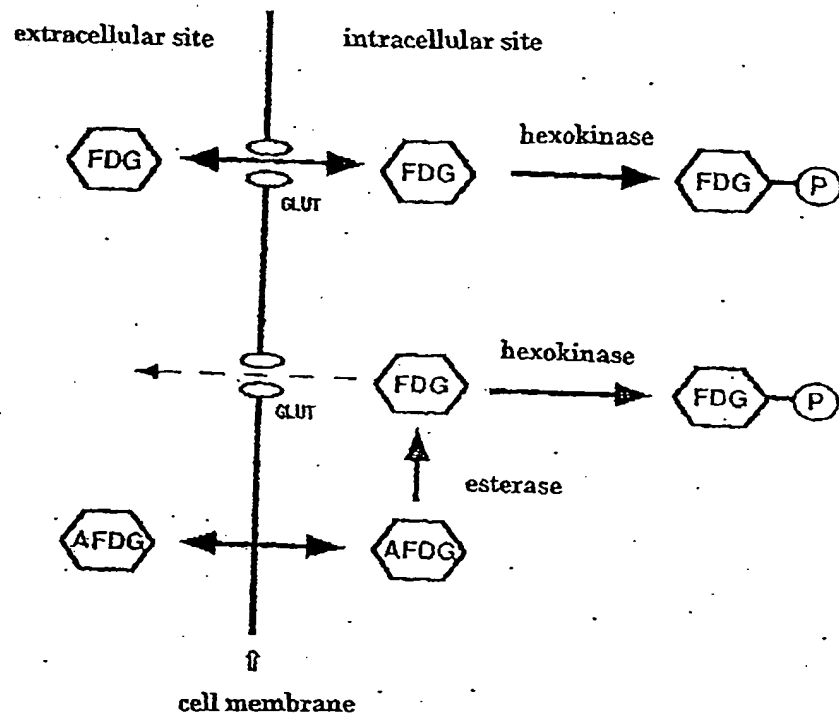 extracellular site intracellular site
hexokinase
FDG FDG FDG P
GLUT
hexokinase
FDG FDG P
GLUT
esterase
AFDG AFDG
cell membrane